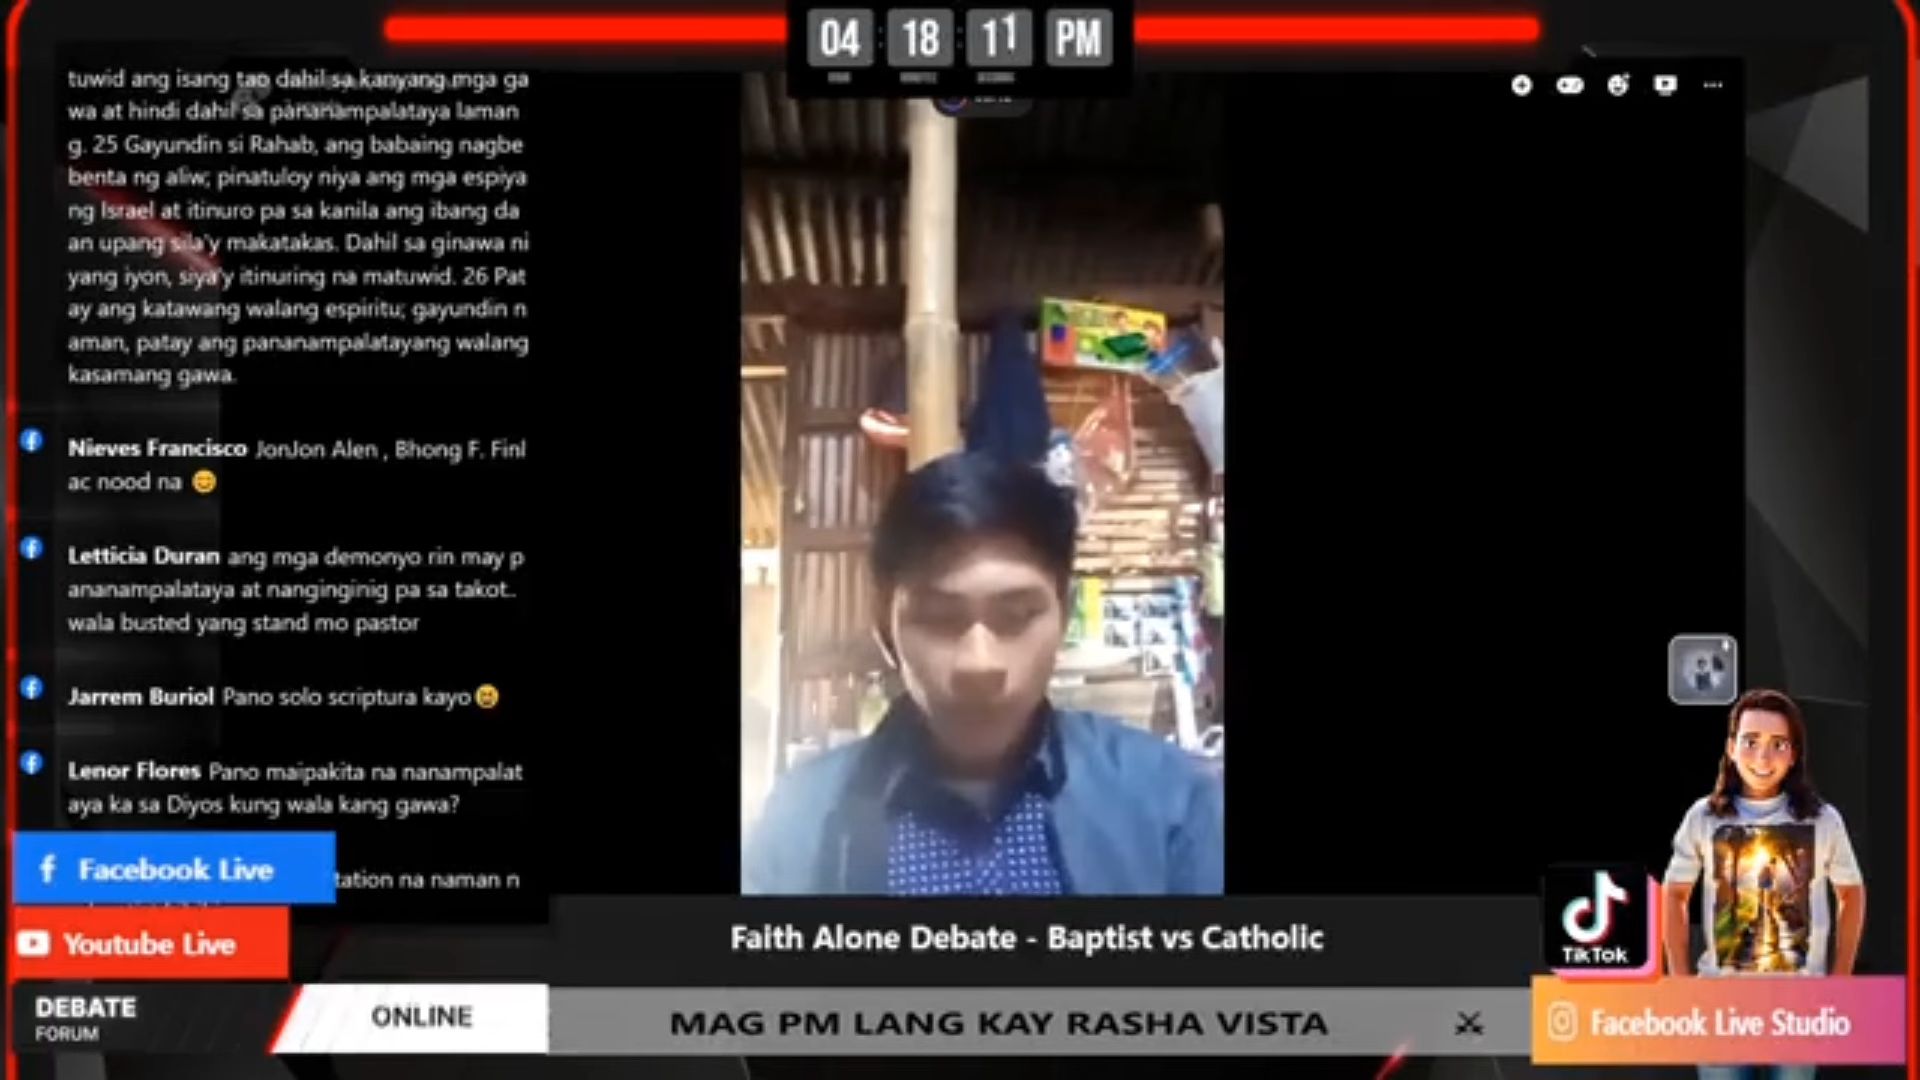 04 18 11 PM
tuwid ang isang tao dahil sa kanyang mga ga
wa at hindi dahil sa pananampalataya laman
g. 25 Gayundin si Rahab, ang babaing nagbe
benta ng aliw; pinatuloy niya ang mga espiya
ng Israel at itinuro pa sa kanila ang ibang da
an upang sila'y makatakas. Dahil sa ginawa ni
yang iyon, siya'y itinuring na matuwid. 26 Pat
ay ang katawang walang espiritu; gayundin n
aman, patay ang pananampalatayang walang
kasamang gawa.
Nieves Francisco JonJon Alen , Bhong F. Finl
ac nood na 😊
Letticia Duran ang mga demonyo rin may p
ananampalataya at nanginginig pa sa takot..
wala busted yang stand mo pastor
Jarrem Buriol Pano solo scriptura kayo😆
Lenor Flores Pano maipakita na nanampalat
aya ka sa Diyos kung wala kang gawa?
tation na naman n
Facebook Live
Youtube Live
DEBATE
FORUM
ONLINE
Faith Alone Debate - Baptist vs Catholic
MAG PM LANG KAY RASHA VISTA
TikTok
Facebook Live Studio